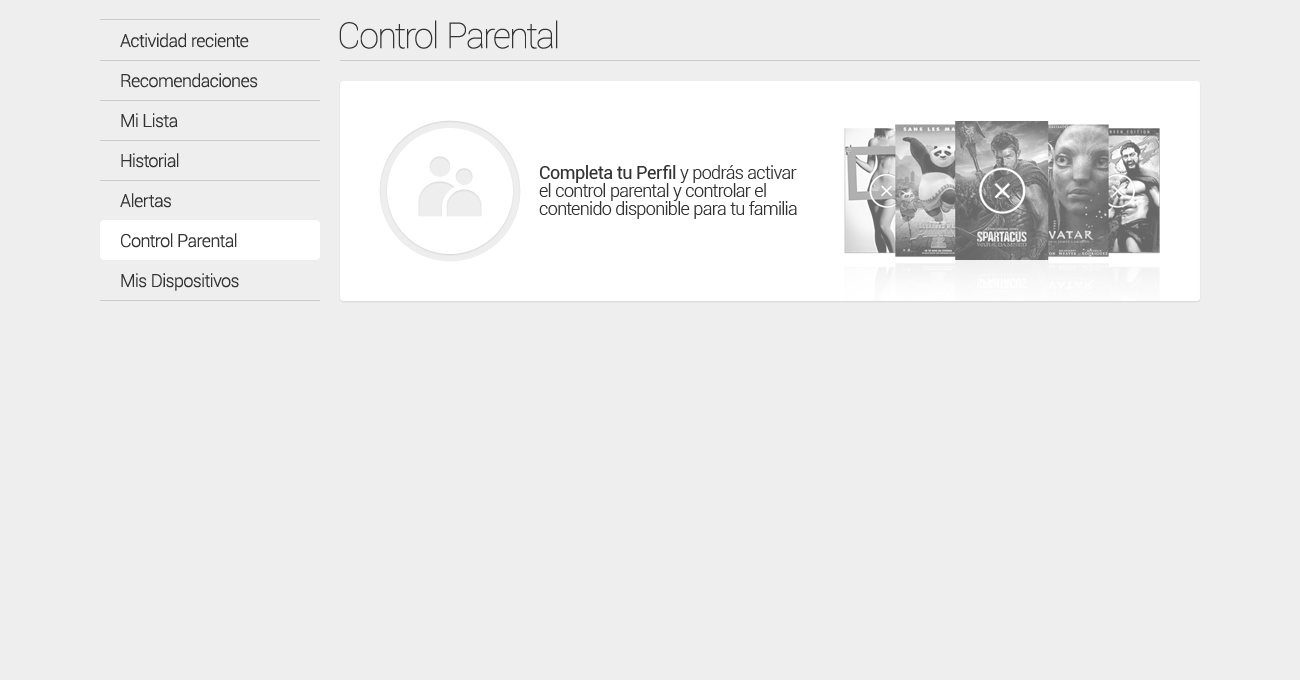 Actividad reciente
Recomendaciones
Mi Lista
Historial
Alertas
Control Parental
Mis Dispositivos
Control Parental
Completa tu Perfil y podrás activar
el control parental y controlar el
contenido disponible para tu familia
SPARTACUS
VATAR